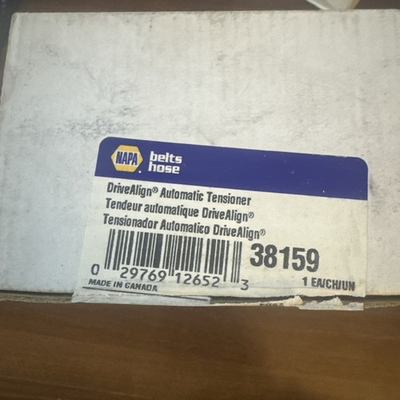 NAPA belts
hose
DriveAlign® Automatic Tensioner
Tendeur automatique DriveAlign®
Tensionador Automatico DriveAlign®
38159
0 29769 12652 3
1 EA/CH/UN
MADE IN CANADA